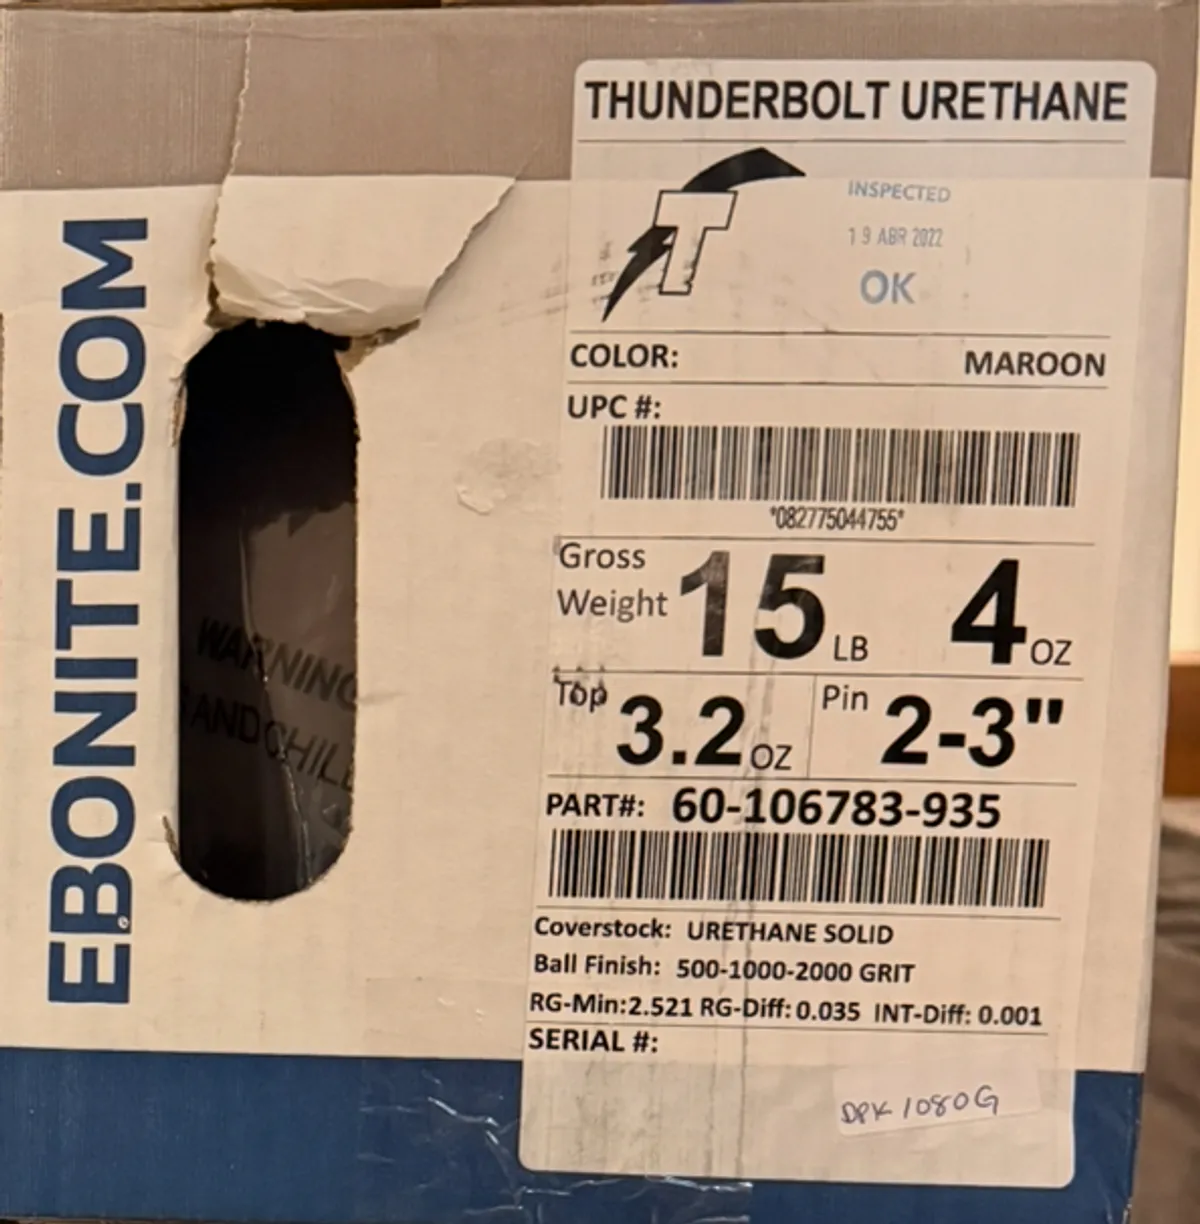 EBONITE.COM
THUNDERBOLT URETHANE
T
INSPECTED
19 ABR 2022
OK
COLOR: MAROON
UPC #:
*082775044755*
Gross Weight 15 LB 4 OZ
Top 3.2 OZ Pin 2-3"
PART#: 60-106783-935
Coverstock: URETHANE SOLID
Ball Finish: 500-1000-2000 GRIT
RG-Min:2.521 RG-Diff: 0.035 INT-Diff: 0.001
SERIAL #:
DPK1080G
WARNING
AND CHIL